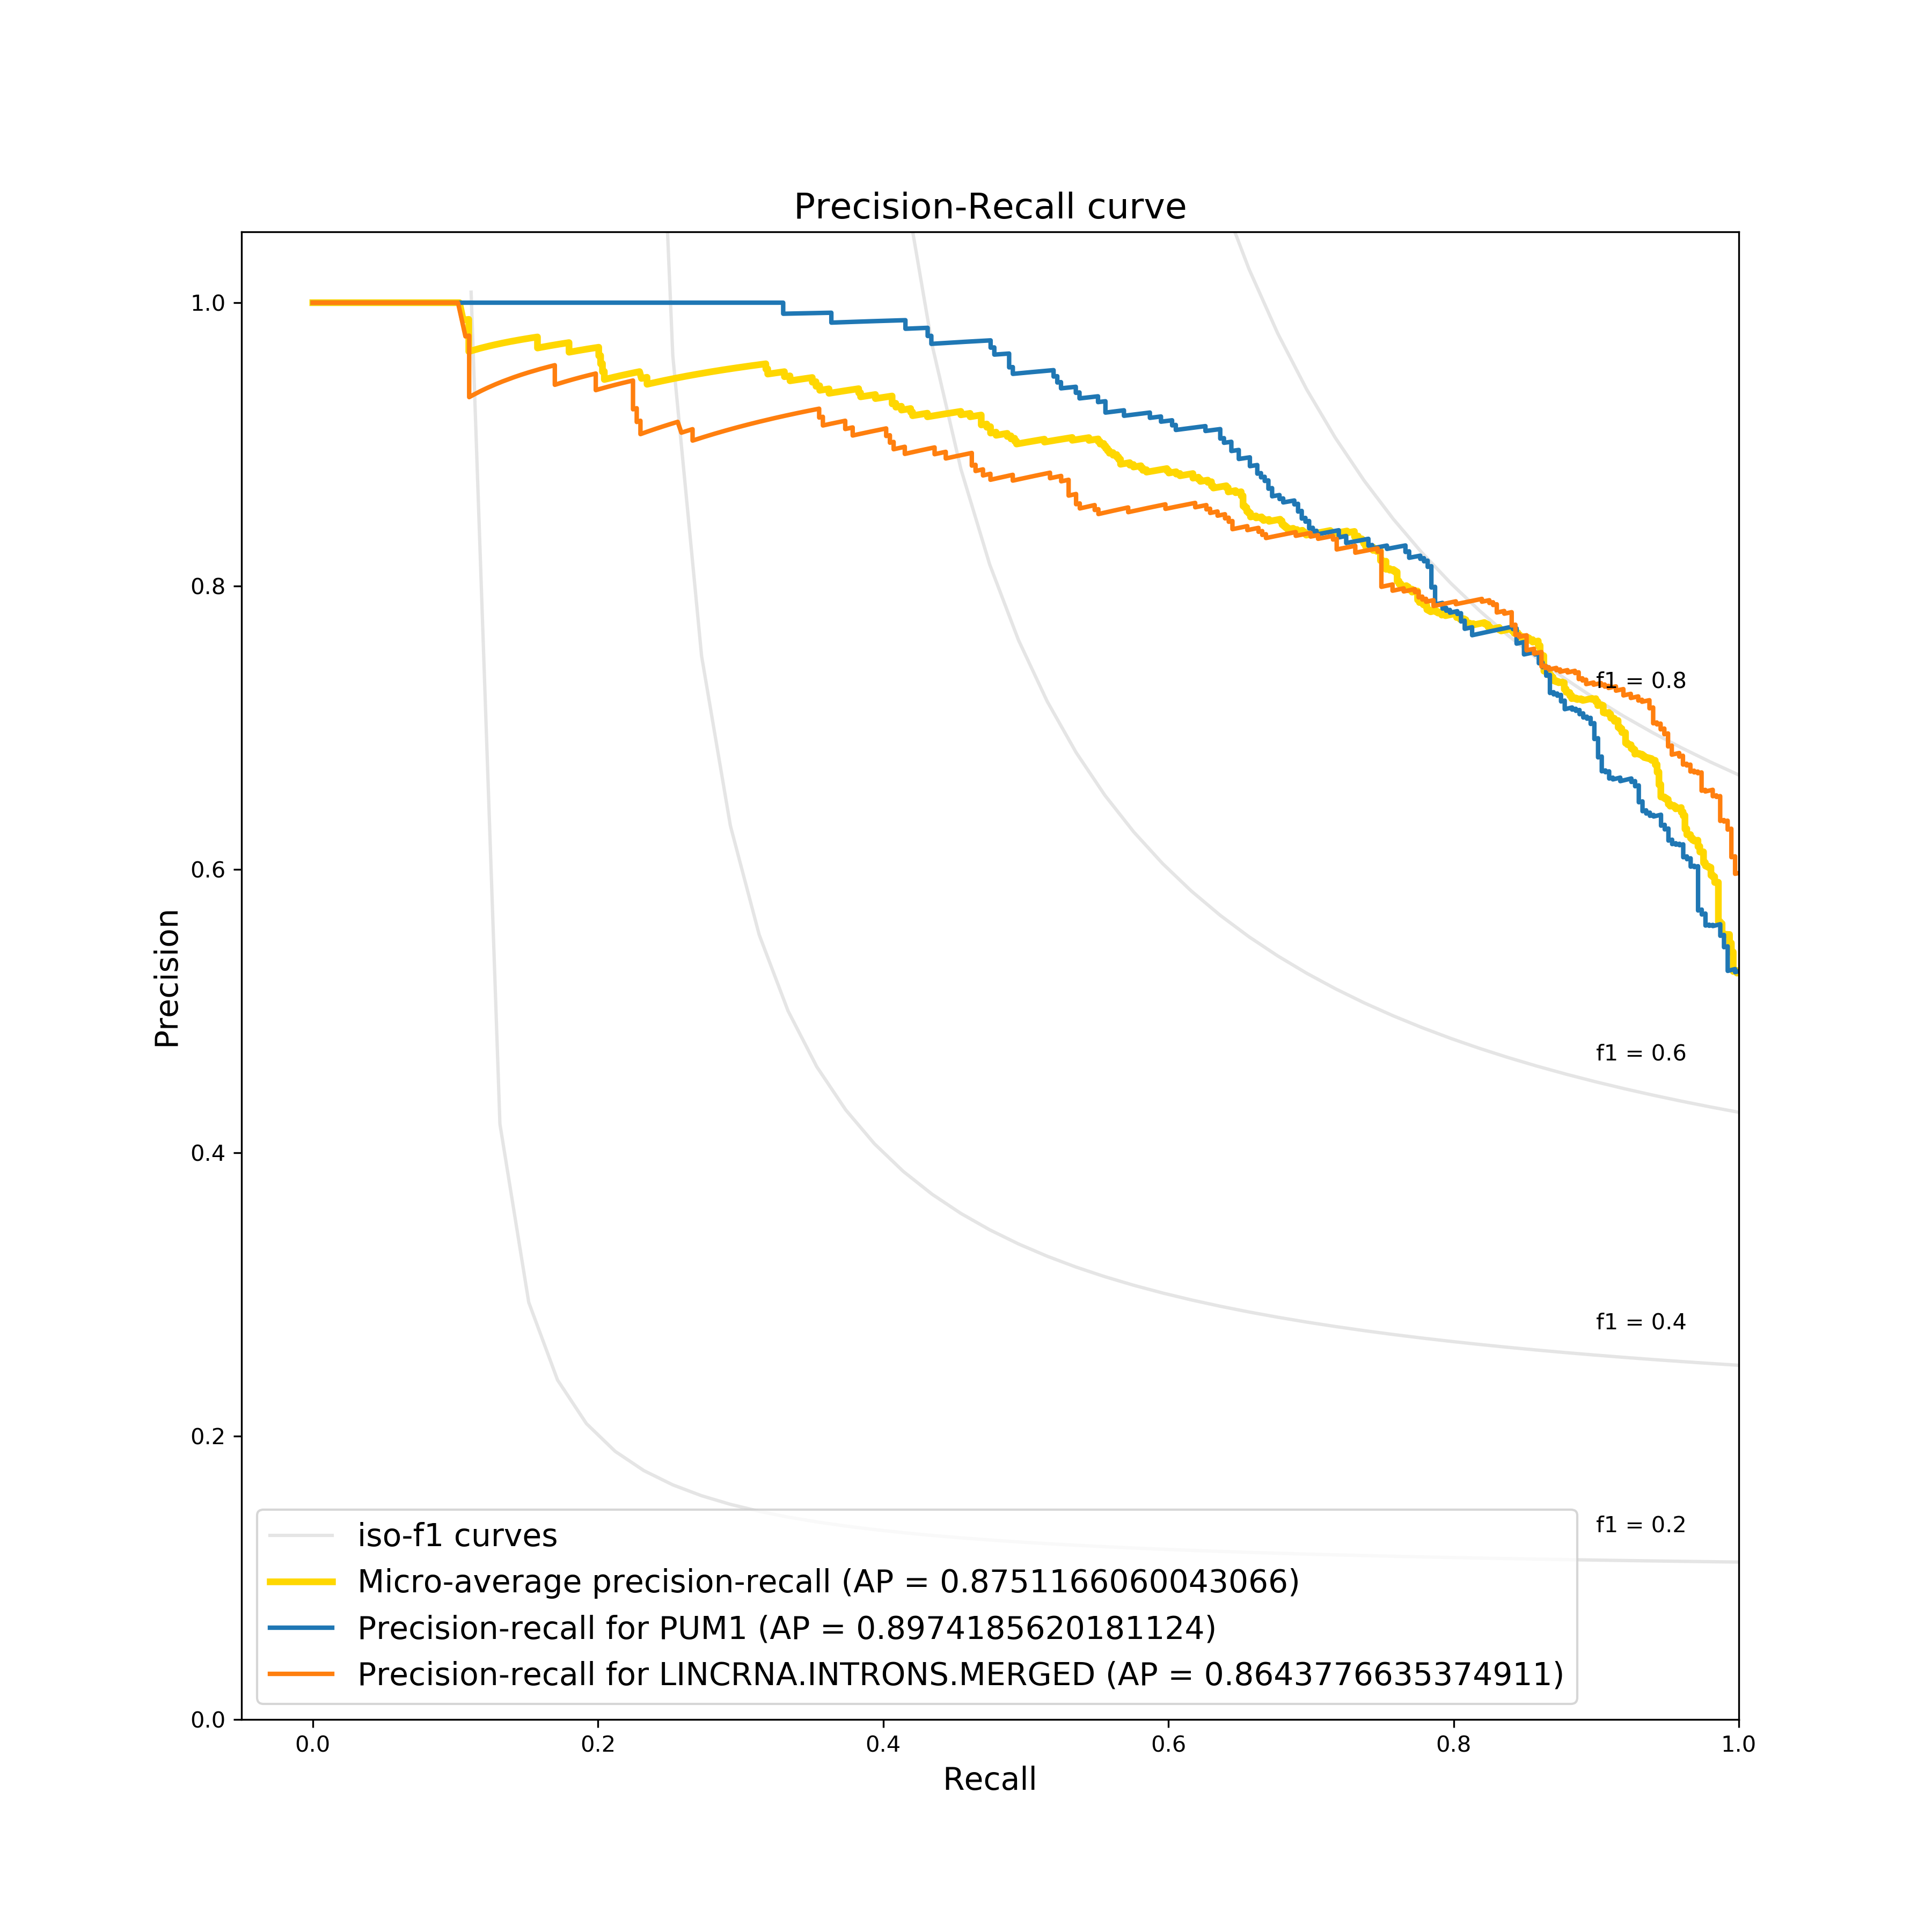 Precision-Recall curve
Precision
1.0
0.8
0.6
0.4
0.2
0.0
f1 = 0.8
f1 = 0.6
f1 = 0.4
f1 = 0.2
iso-f1 curves
Micro-average precision-recall (AP = 0.8751166060043066)
Precision-recall for PUM1 (AP = 0.8974185620181124)
Precision-recall for LINCRNA.INTRONS.MERGED (AP = 0.8643776635374911)
0.0 0.2 0.4 0.6 0.8 1.0
Recall